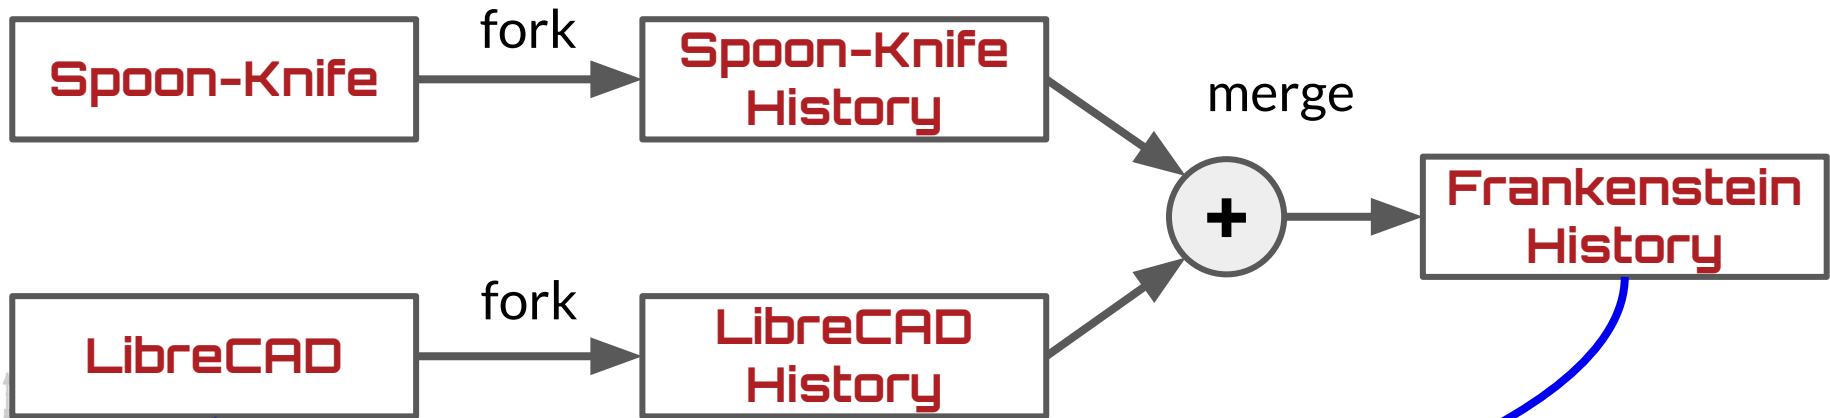 Spoon-Knife
fork
Spoon-Knife
History
merge
+
Frankenstein
History
LibreCAD
fork
LibreCAD
History